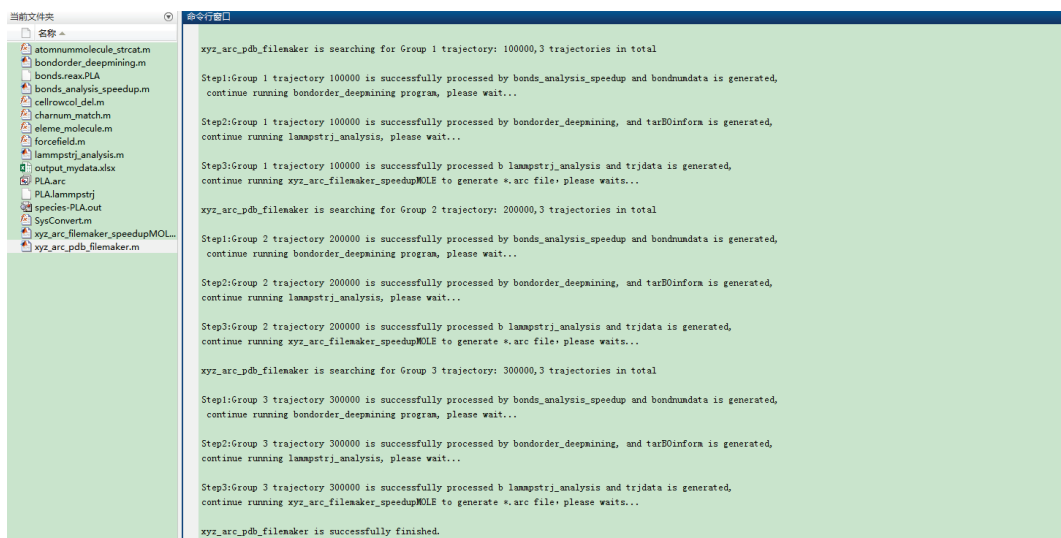 当前文件夹
名称
atomnummolecule_strcat.m
bondorder_deepmining.m
bonds.reax.PLA
bonds_analysis_speedup.m
cellrowcol_del.m
charnum_match.m
eleme_molecule.m
forcefield.m
lammpstrj_analysis.m
output_mydata.xlsx
PLA.arc
PLA.lammpstrj
species-PLA.out
SysConvert.m
xyz_arc_filemaker_speedupMOL...
xyz_arc_pdb_filemaker.m
命令行窗口
xyz_arc_pdb_filemaker is searching for Group 1 trajectory: 100000,3 trajectories in total
Step1:Group 1 trajectory 100000 is successfully processed by bonds_analysis_speedup and bondnumdata is generated,
continue running bondorder_deepmining program, please wait...
Step2:Group 1 trajectory 100000 is successfully processed by bondorder_deepmining, and tarBOinform is generated,
continue running lammpstrj_analysis, please wait...
Step3:Group 1 trajectory 100000 is successfully processed b lammpstrj_analysis and trjdata is generated,
continue running xyz_arc_filemaker_speedupMOLE to generate *.arc file，please waits...
xyz_arc_pdb_filemaker is searching for Group 2 trajectory: 200000,3 trajectories in total
Step1:Group 2 trajectory 200000 is successfully processed by bonds_analysis_speedup and bondnumdata is generated,
continue running bondorder_deepmining program, please wait...
Step2:Group 2 trajectory 200000 is successfully processed by bondorder_deepmining, and tarBOinform is generated,
continue running lammpstrj_analysis, please wait...
Step3:Group 2 trajectory 200000 is successfully processed b lammpstrj_analysis and trjdata is generated,
continue running xyz_arc_filemaker_speedupMOLE to generate *.arc file，please waits...
xyz_arc_pdb_filemaker is searching for Group 3 trajectory: 300000,3 trajectories in total
Step1:Group 3 trajectory 300000 is successfully processed by bonds_analysis_speedup and bondnumdata is generated,
continue running bondorder_deepmining program, please wait...
Step2:Group 3 trajectory 300000 is successfully processed by bondorder_deepmining, and tarBOinform is generated,
continue running lammpstrj_analysis, please wait...
Step3:Group 3 trajectory 300000 is successfully processed b lammpstrj_analysis and trjdata is generated,
continue running xyz_arc_filemaker_speedupMOLE to generate *.arc file，please waits...
xyz_arc_pdb_filemaker is successfully finished.